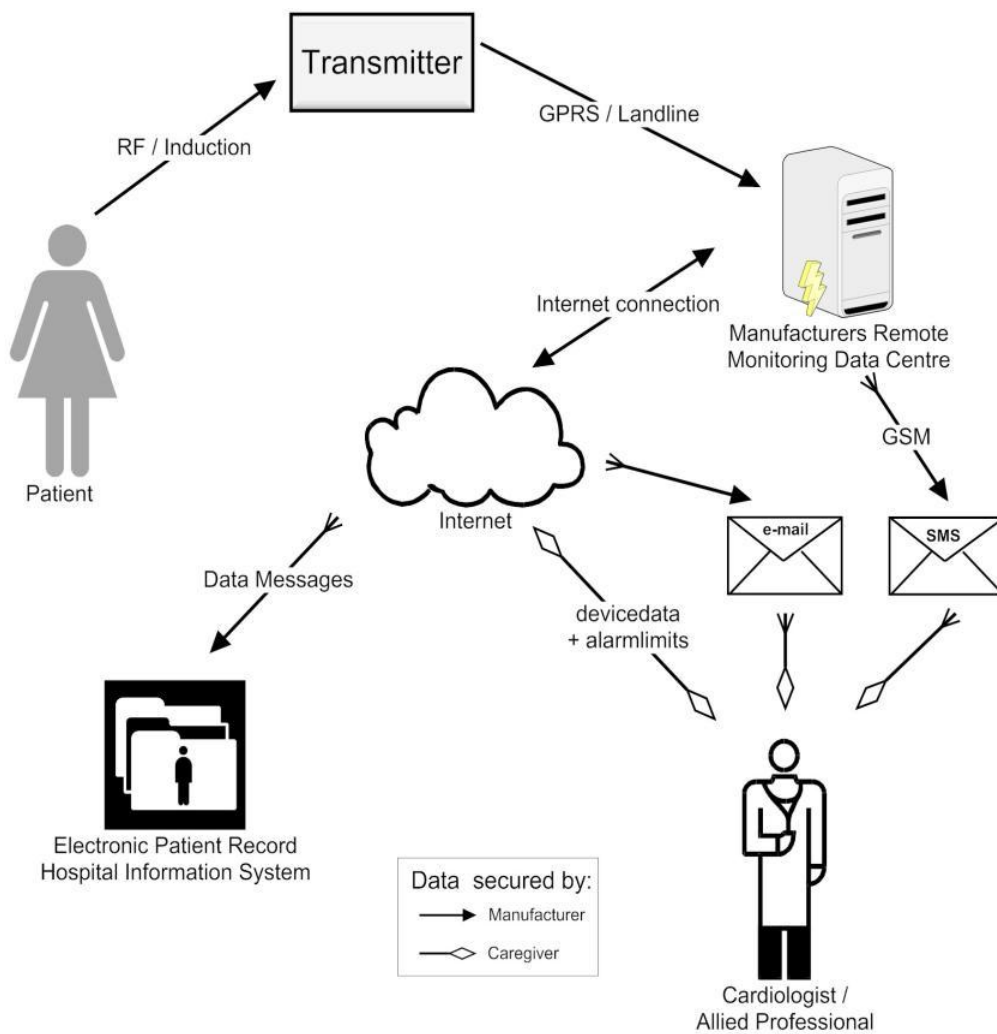 Transmitter
GPRS / Landline
RF / Induction
Internet connection
Manufacturers Remote
Monitoring Data Centre
GSM
Patient
Internet
e-mail
SMS
Data Messages
devicedata
+ alarmlimits
Electronic Patient Record
Hospital Information System
Data secured by:
Manufacturer
Caregiver
Cardiologist /
Allied Professional